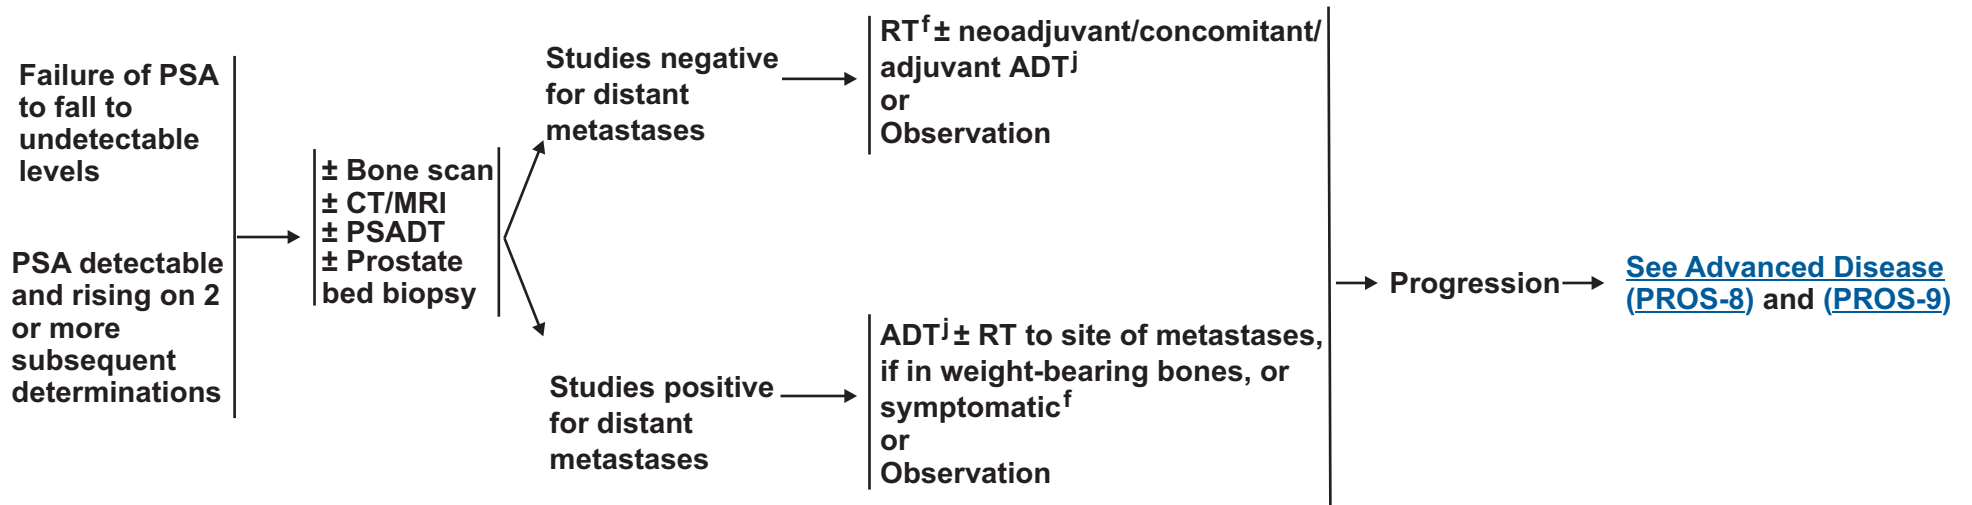 Failure of PSA
to fall to
undetectable
levels
PSA detectable
and rising on 2
or more
subsequent
determinations
± Bone scan
± CT/MRI
± PSADT
± Prostate
bed biopsy
Studies negative
for distant
metastases
Studies positive
for distant
metastases
RTf ± neoadjuvant/concomitant/
adjuvant ADTj
or
Observation
ADTj ± RT to site of metastases,
if in weight-bearing bones, or
symptomaticf
or
Observation
Progression
See Advanced Disease
(PROS-8) and (PROS-9)